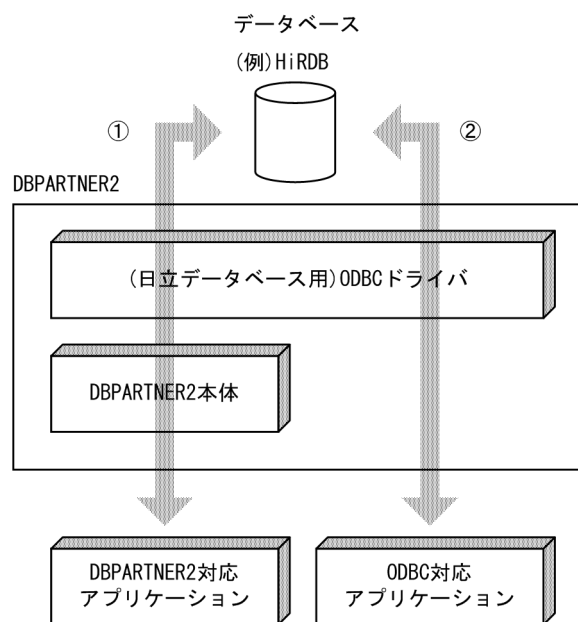 データベース
(例)HiRDB
①
②
DBPARTNER2
(日立データベース用)ODBCドライバ
DBPARTNER2本体
DBPARTNER2対応
アプリケーション
ODBC対応
アプリケーション